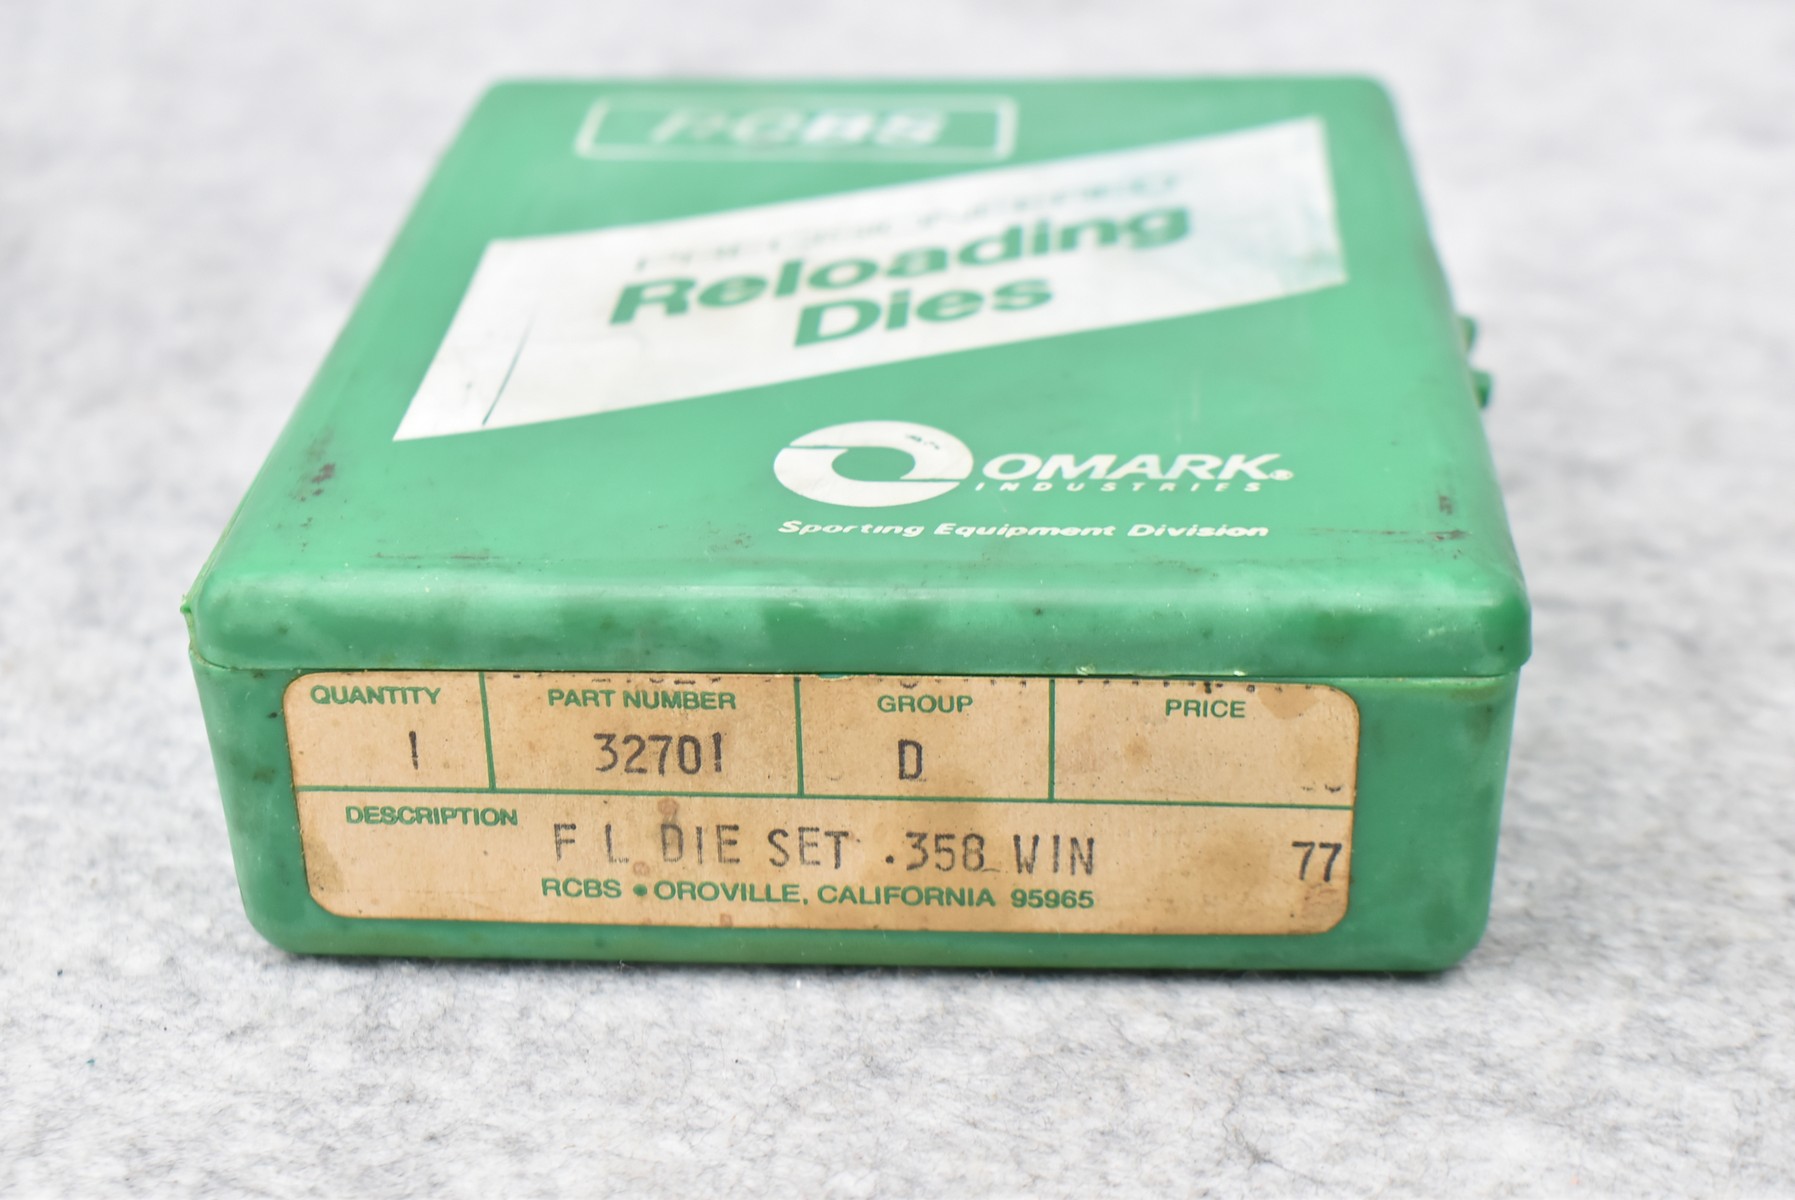 RCBS
PRECISIONEERED
Reloading
Dies
OMARK®
INDUSTRIES
Sporting Equipment Division
QUANTITY PART NUMBER GROUP PRICE
1 32701 D
DESCRIPTION
F L DIE SET .358 WIN 77
RCBS • OROVILLE, CALIFORNIA 95965